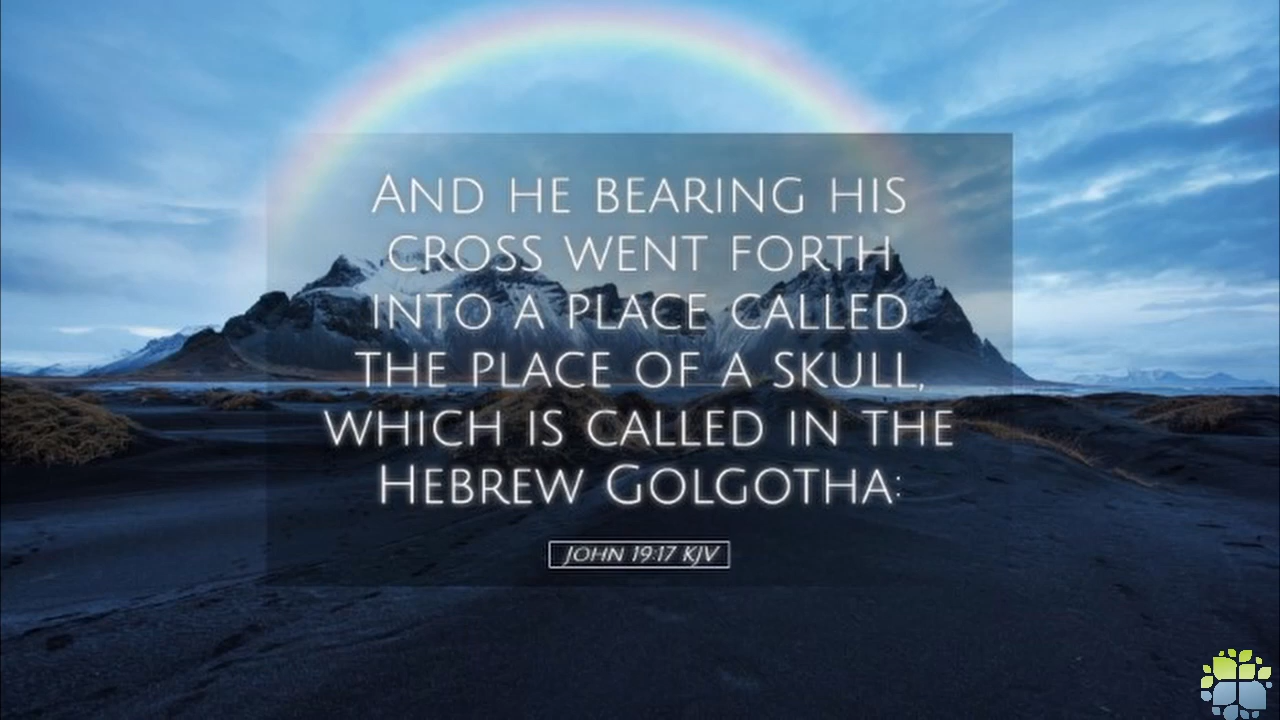 And he bearing his
cross went forth
into a place called
the place of a skull,
which is called in the
Hebrew Golgotha:
John 19:17 KJV